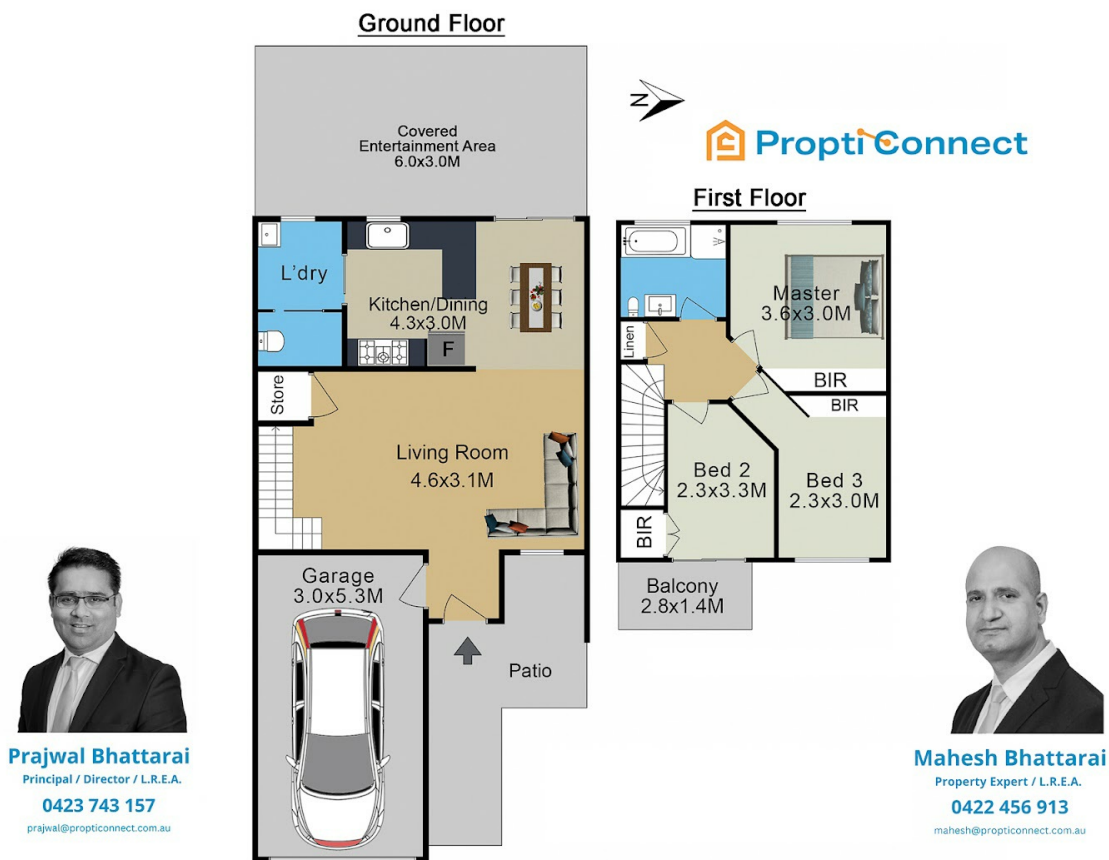 Ground Floor
Covered
Entertainment Area
6.0x3.0M
N
Propti Connect
First Floor
L'dry
Kitchen/Dining
4.3x3.0M
F
Store
Living Room
4.6x3.1M
Garage
3.0x5.3M
Patio
Master
3.6x3.0M
Linen
BIR
BIR
Bed 2
2.3x3.3M
Bed 3
2.3x3.0M
BIR
Balcony
2.8x1.4M
Prajwal Bhattarai
Principal / Director / L.R.E.A.
0423 743 157
prajwal@propticonnect.com.au
Mahesh Bhattarai
Property Expert / L.R.E.A.
0422 456 913
mahesh@propticonnect.com.au